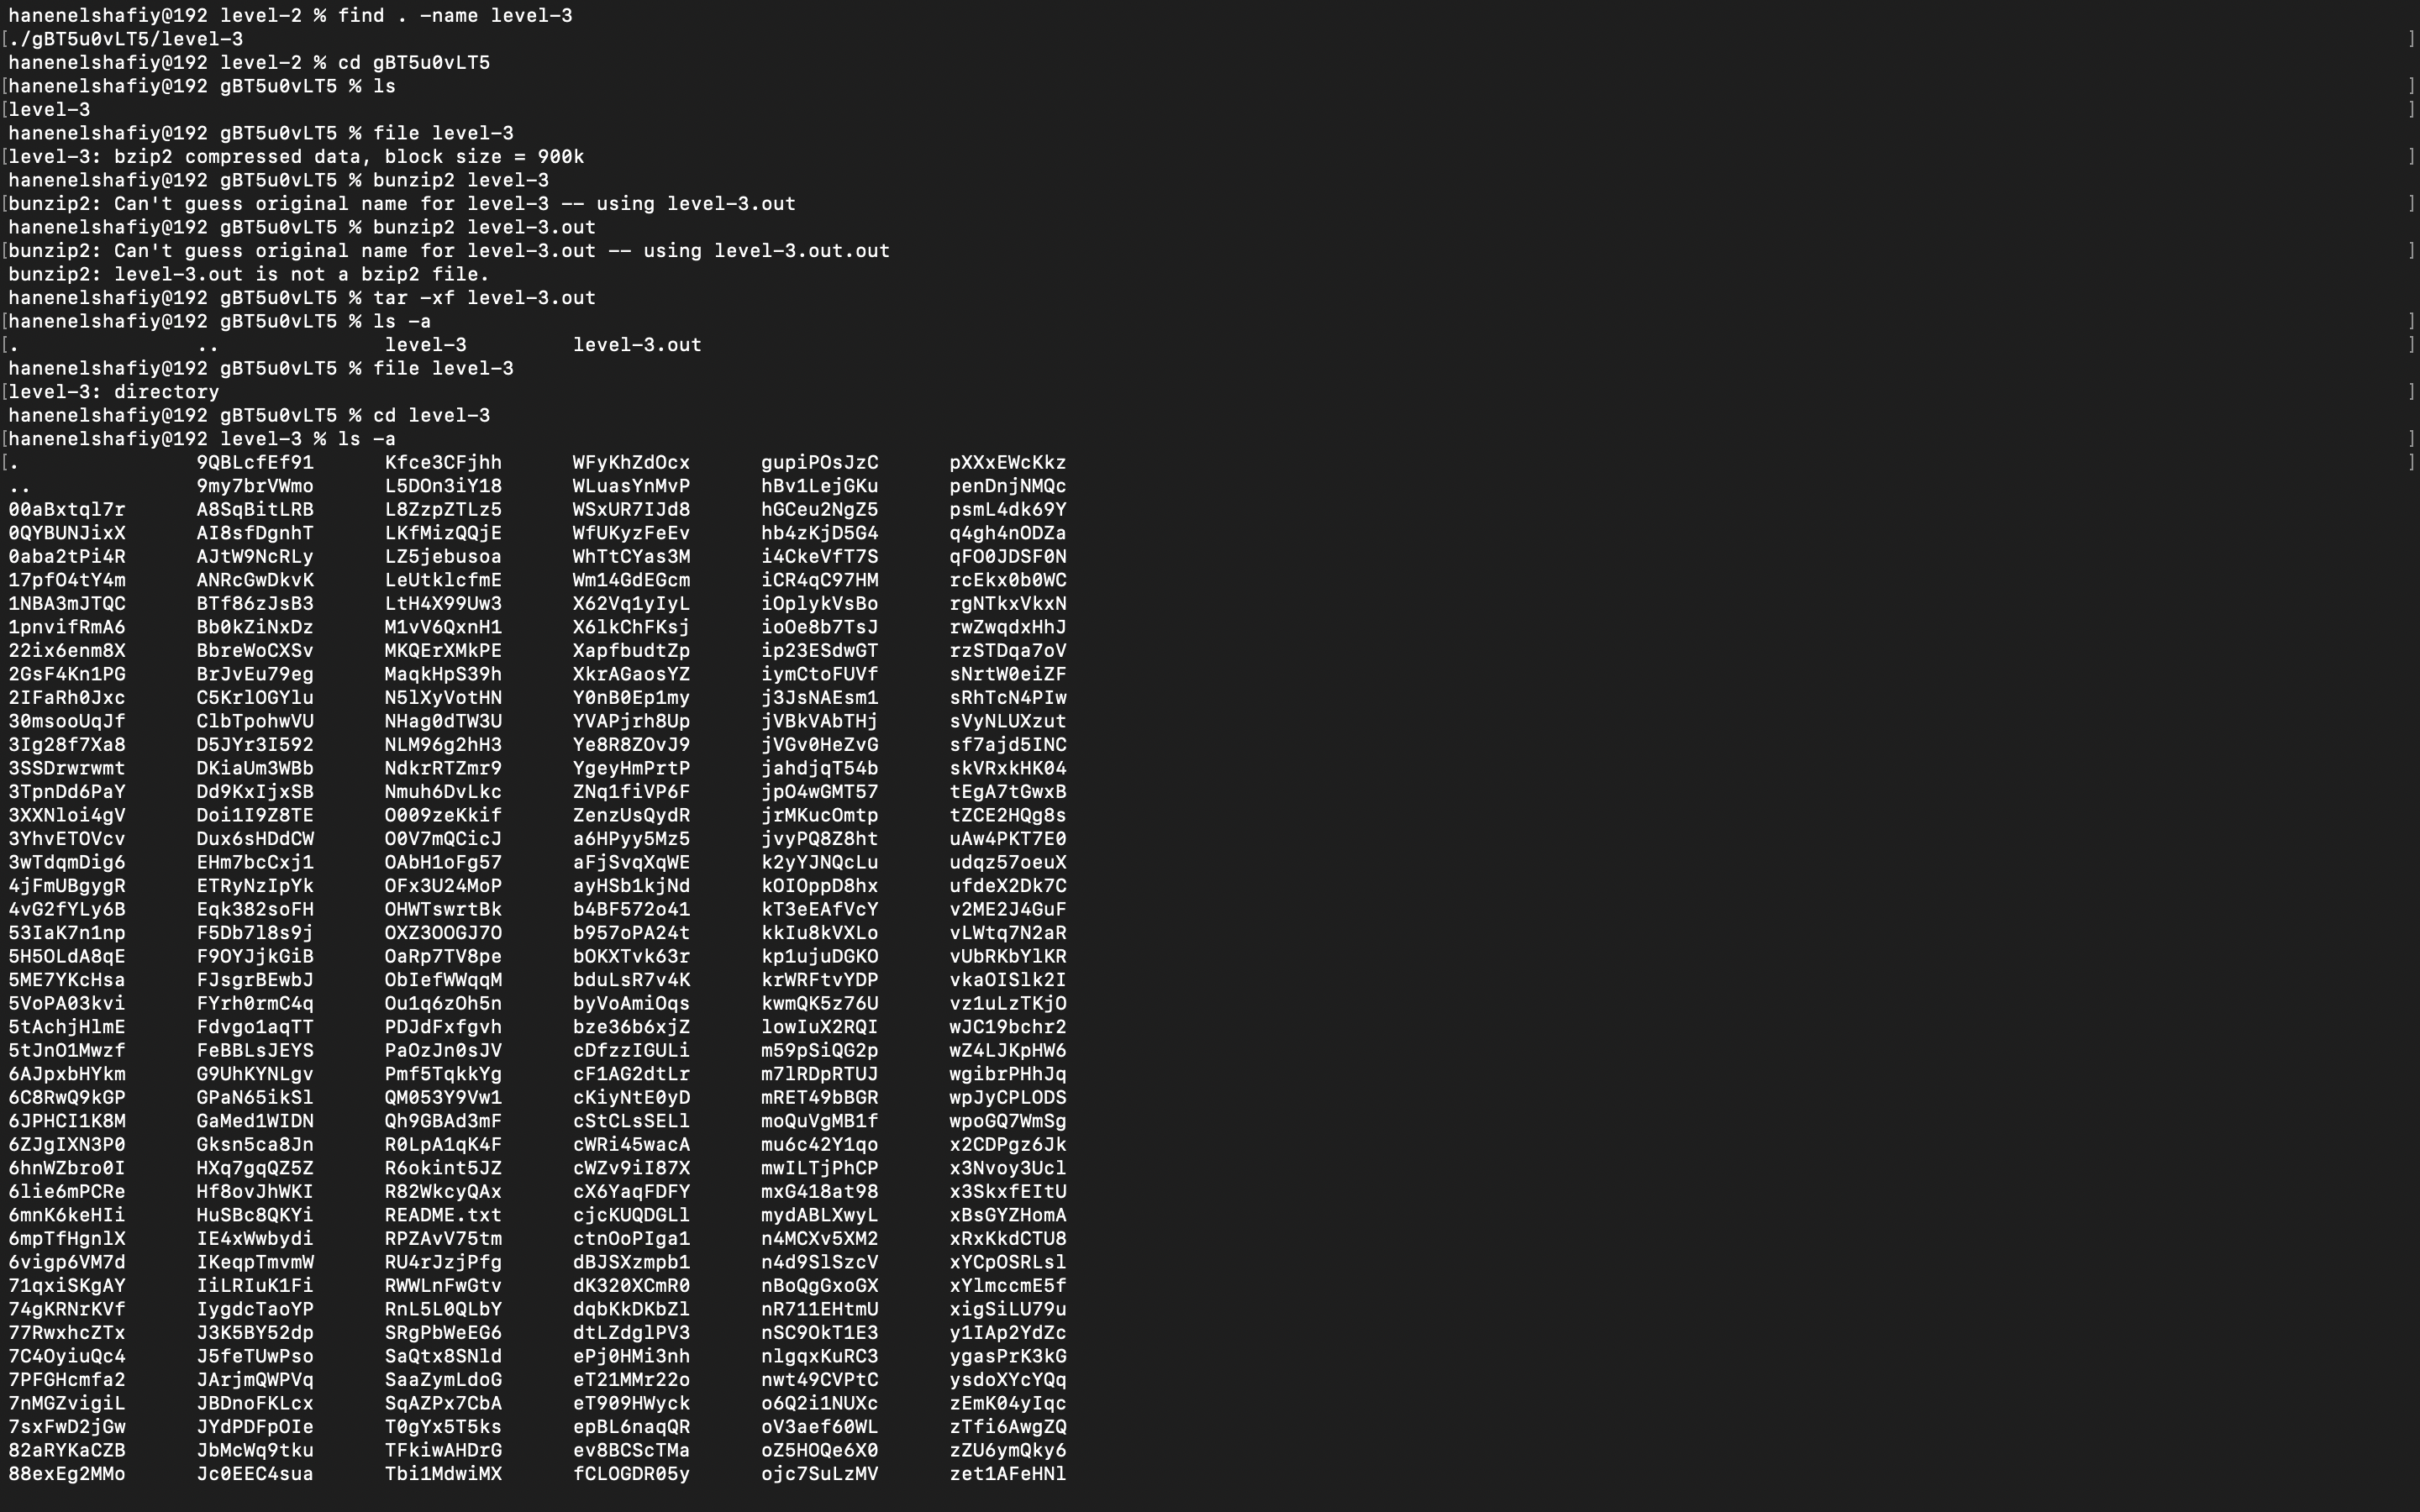 hanenelshafiy@192 level-2 % find . -name level-3
[./gBT5u0vLT5/level-3 ]
hanenelshafiy@192 level-2 % cd gBT5u0vLT5
[hanenelshafiy@192 gBT5u0vLT5 % ls ]
[level-3 ]
hanenelshafiy@192 gBT5u0vLT5 % file level-3
[level-3: bzip2 compressed data, block size = 900k ]
hanenelshafiy@192 gBT5u0vLT5 % bunzip2 level-3
[bunzip2: Can't guess original name for level-3 -- using level-3.out ]
hanenelshafiy@192 gBT5u0vLT5 % bunzip2 level-3.out
[bunzip2: Can't guess original name for level-3.out -- using level-3.out.out ]
bunzip2: level-3.out is not a bzip2 file.
hanenelshafiy@192 gBT5u0vLT5 % tar -xf level-3.out
[hanenelshafiy@192 gBT5u0vLT5 % ls -a ]
[. .. level-3 level-3.out ]
hanenelshafiy@192 gBT5u0vLT5 % file level-3
[level-3: directory ]
hanenelshafiy@192 gBT5u0vLT5 % cd level-3
[hanenelshafiy@192 level-3 % ls -a ]
[. 9QBLcfEf91 Kfce3CFjhh WFyKhZdOcx gupiPOsJzC pXXxEWcKkz ]
.. 9my7brVWmo L5DOn3iY18 WLuasYnMvP hBv1LejGKu penDnjNMQc
00aBxtql7r A8SqBitLRB L8ZzpZTLz5 WSxUR7IJd8 hGCeu2NgZ5 psmL4dk69Y
0QYBUNJixX AI8sfDgnhT LKfMizQQjE WfUKyzFeEv hb4zKjD5G4 q4gh4nODZa
0aba2tPi4R AJtW9NcRLy LZ5jebusoa WhTtCYas3M i4CkeVfT7S qFO0JDSF0N
17pfO4tY4m ANRcGwDkvK LeUtklcfmE Wm14GdEGcm iCR4qC97HM rcEkx0b0WC
1NBA3mJTQC BTf86zJsB3 LtH4X99Uw3 X62Vq1yIyL iOplykVsBo rgNTkxVkxN
1pnvifRmA6 Bb0kZiNxDz M1vV6QxnH1 X6lkChFKsj ioOe8b7TsJ rwZwqdxHhJ
22ix6enm8X BbreWoCXSv MKQErXMkPE XapfbudtZp ip23ESdwGT rzSTDqa7oV
2GsF4Kn1PG BrJvEu79eg MaqkHpS39h XkrAGaosYZ iymCtoFUVf sNrtW0eiZF
2IFaRh0Jxc C5KrlOGYlu N5lXyVotHN Y0nB0Ep1my j3JsNAEsm1 sRhTcN4PIw
30msooUqJf ClbTpohwVU NHag0dTW3U YVAPjrh8Up jVBkVAbTHj sVyNLUXzut
3Ig28f7Xa8 D5JYr3I592 NLM96g2hH3 Ye8R8ZOvJ9 jVGv0HeZvG sf7ajd5INC
3SSDrwrwmt DKiaUm3WBb NdkrRTZmr9 YgeyHmPrtP jahdjqT54b skVRxkHK04
3TpnDd6PaY Dd9KxIjxSB Nmuh6DvLkc ZNq1fiVP6F jpO4wGMT57 tEgA7tGwxB
3XXNloi4gV Doi1I9Z8TE O009zeKkif ZenzUsQydR jrMKucOmtp tZCE2HQg8s
3YhvETOVcv Dux6sHDdCW O0V7mQCicJ a6HPyy5Mz5 jvyPQ8Z8ht uAw4PKT7E0
3wTdqmDig6 EHm7bcCxj1 OAbH1oFg57 aFjSvqXqWE k2yYJNQcLu udqz57oeuX
4jFmUBgygR ETRyNzIpYk OFx3U24MoP ayHSb1kjNd kOIOppD8hx ufdeX2Dk7C
4vG2fYLy6B Eqk382soFH OHWTswrtBk b4BF572o41 kT3eEAfVcY v2ME2J4GuF
53IaK7n1np F5Db7l8s9j OXZ3OOGJ7O b957oPA24t kkIu8kVXLo vLWtq7N2aR
5H5OLdA8qE F9OYJjkGiB OaRp7TV8pe bOKXTvk63r kp1ujuDGKO vUbRKbYlKR
5ME7YKcHsa FJsgrBEwbJ ObIefWWqqM bduLsR7v4K krWRFtvYDP vkaOISlk2I
5VoPA03kvi FYrh0rmC4q Ou1q6zOh5n byVoAmiOqs kwmQK5z76U vz1uLzTKjO
5tAchjHlmE Fdvgo1aqTT PDJdFxfgvh bze36b6xjZ lowIuX2RQI wJC19bchr2
5tJnO1Mwzf FeBBLsJEYS PaOzJn0sJV cDfzzIGULi m59pSiQG2p wZ4LJKpHW6
6AJpxbHYkm G9UhKYNLgv Pmf5TqkkYg cF1AG2dtLr m7lRDpRTUJ wgibrPHhJq
6C8RwQ9kGP GPaN65ikSl QM053Y9Vw1 cKiyNtE0yD mRET49bBGR wpJyCPLODS
6JPHCI1K8M GaMed1WIDN Qh9GBAd3mF cStCLsSELl moQuVgMB1f wpoGQ7WmSg
6ZJgIXN3P0 Gksn5ca8Jn R0LpA1qK4F cWRi45wacA mu6c42Y1qo x2CDPgz6Jk
6hnWZbro0I HXq7gqQZ5Z R6okint5JZ cWZv9iI87X mwILTjPhCP x3Nvoy3Ucl
6lie6mPCRe Hf8ovJhWKI R82WkcyQAx cX6YaqFDFY mxG418at98 x3SkxfEItU
6mnK6keHIi HuSBc8QKYi README.txt cjcKUQDGLl mydABLXwyL xBsGYZHomA
6mpTfHgnlX IE4xWwbydi RPZAvV75tm ctnOoPIga1 n4MCXv5XM2 xRxKkdCTU8
6vigp6VM7d IKeqpTmvmW RU4rJzjPfg dBJSXzmpb1 n4d9SlSzcV xYCpOSRLsl
71qxiSKgAY IiLRIuK1Fi RWWLnFwGtv dK320XCmR0 nBoQgGxoGX xYlmccmE5f
74gKRNrKVf IygdcTaoYP RnL5L0QLbY dqbKkDKbZl nR711EHtmU xigSiLU79u
77RwxhcZTx J3K5BY52dp SRgPbWeEG6 dtLZdglPV3 nSC9OkT1E3 y1IAp2YdZc
7C4OyiuQc4 J5feTUwPso SaQtx8SNld ePj0HMi3nh nlgqxKuRC3 ygasPrK3kG
7PFGHcmfa2 JArjmQWPVq SaaZymLdoG eT21MMr22o nwt49CVPtC ysdoXYcYQq
7nMGZvigiL JBDnoFKLcx SqAZPx7CbA eT909HWyck o6Q2i1NUXc zEmK04yIqc
7sxFwD2jGw JYdPDFpOIe T0gYx5T5ks epBL6naqQR oV3aef60WL zTfi6AwgZQ
82aRYKaCZB JbMcWq9tku TFkiwAHDrG ev8BCScTMa oZ5HOQe6X0 zZU6ymQky6
88exEg2MMo Jc0EEC4sua Tbi1MdwiMX fCLOGDR05y ojc7SuLzMV zet1AFeHNl